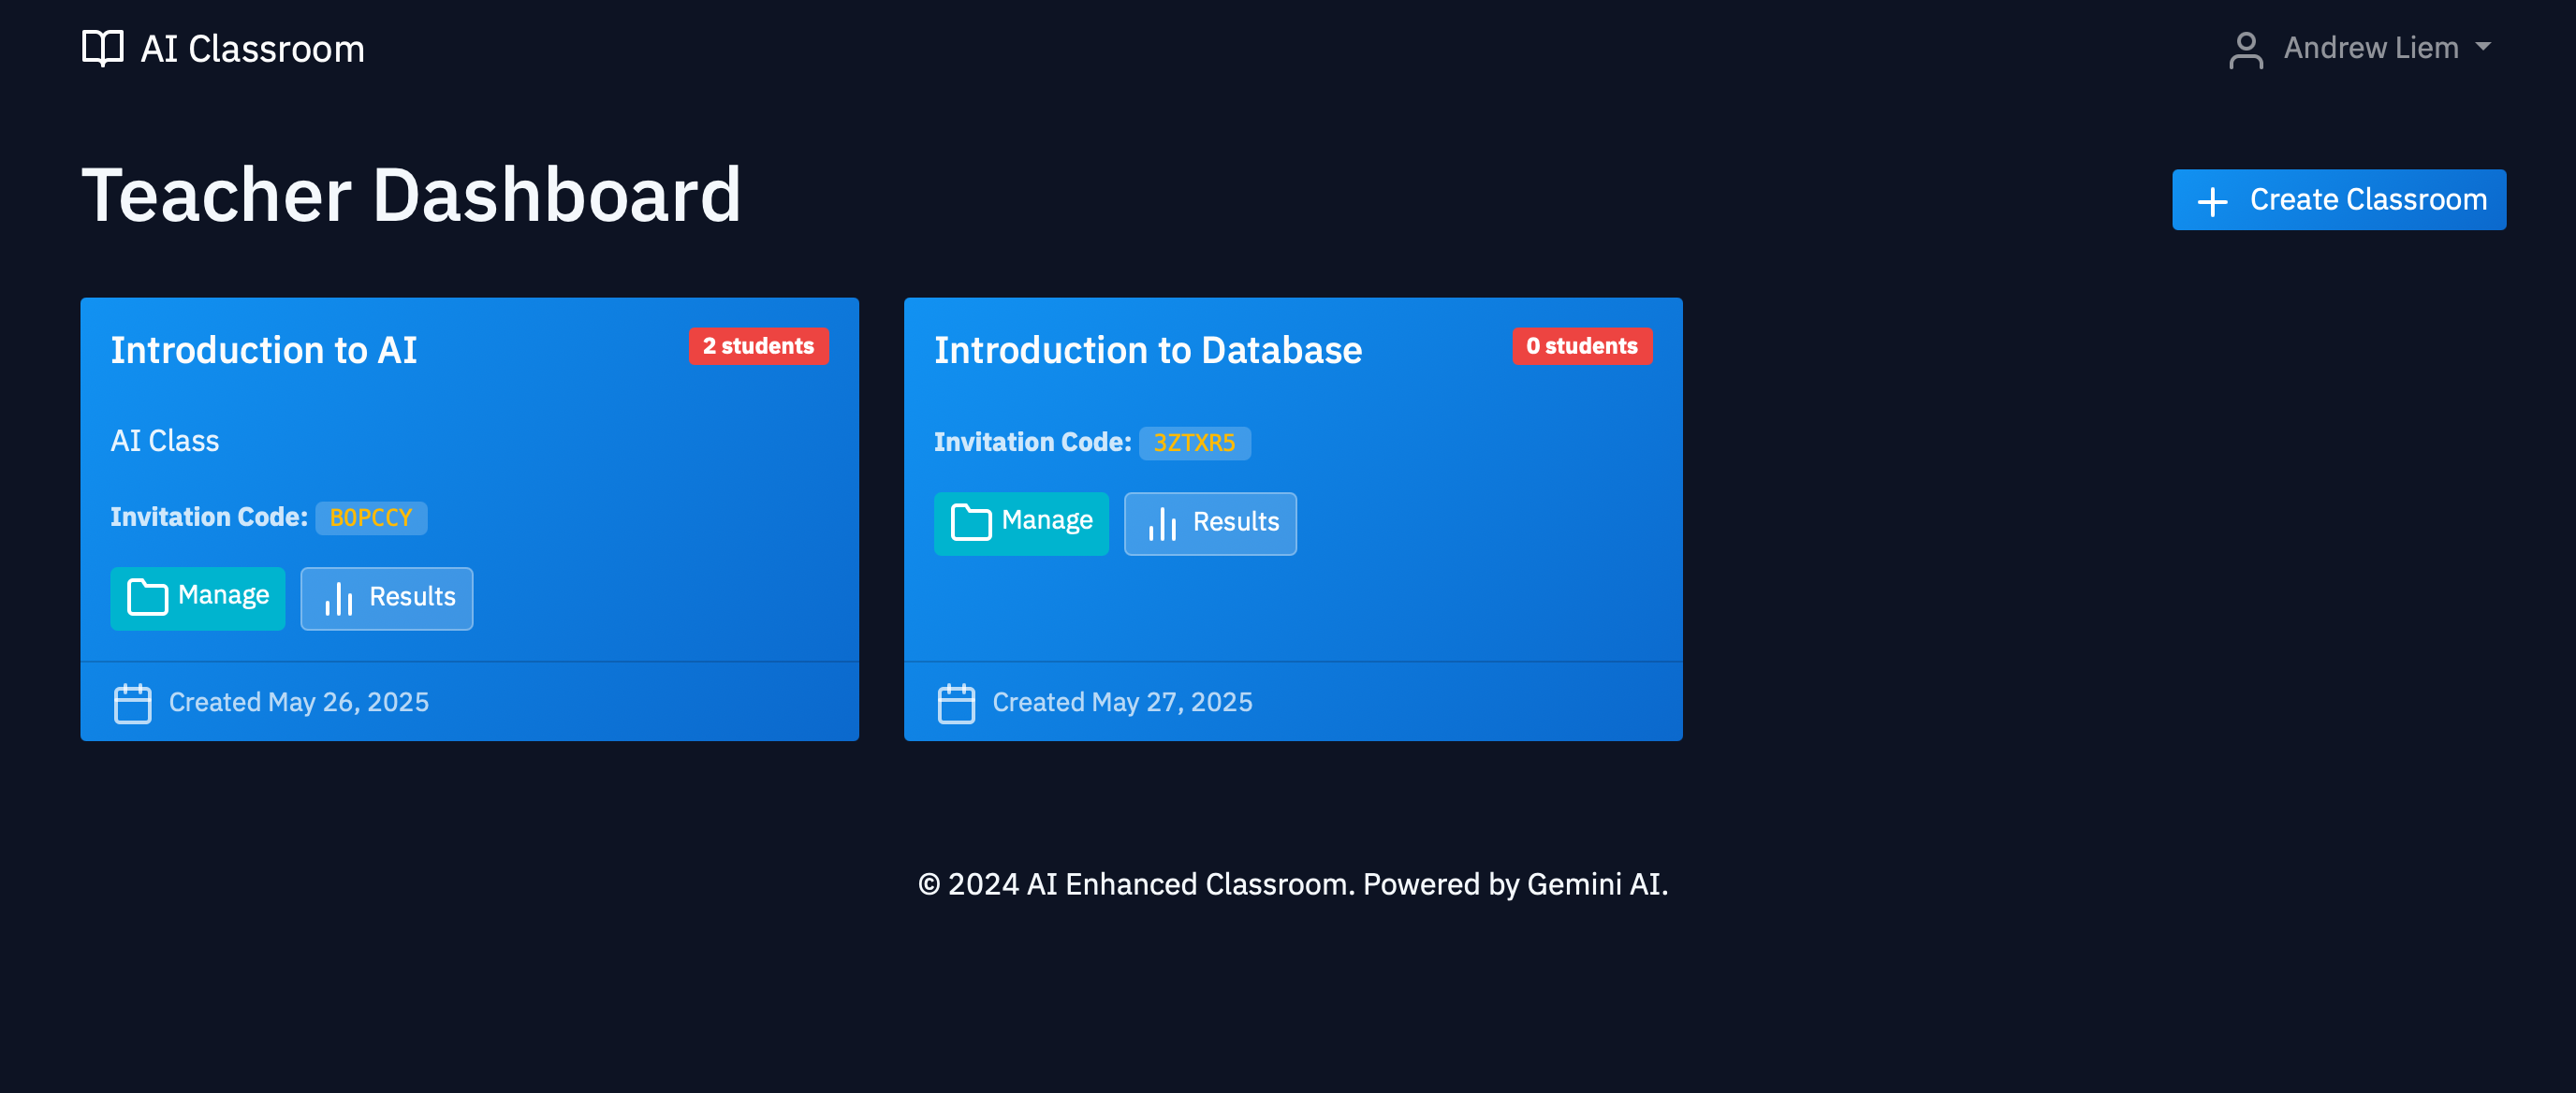 AI Classroom
Andrew Liem
Teacher Dashboard
Create Classroom
Introduction to AI
2 students
AI Class
Invitation Code: B0PCCY
Manage
Results
Created May 26, 2025
Introduction to Database
0 students
Invitation Code: 3ZTXR5
Manage
Results
Created May 27, 2025
© 2024 AI Enhanced Classroom. Powered by Gemini AI.